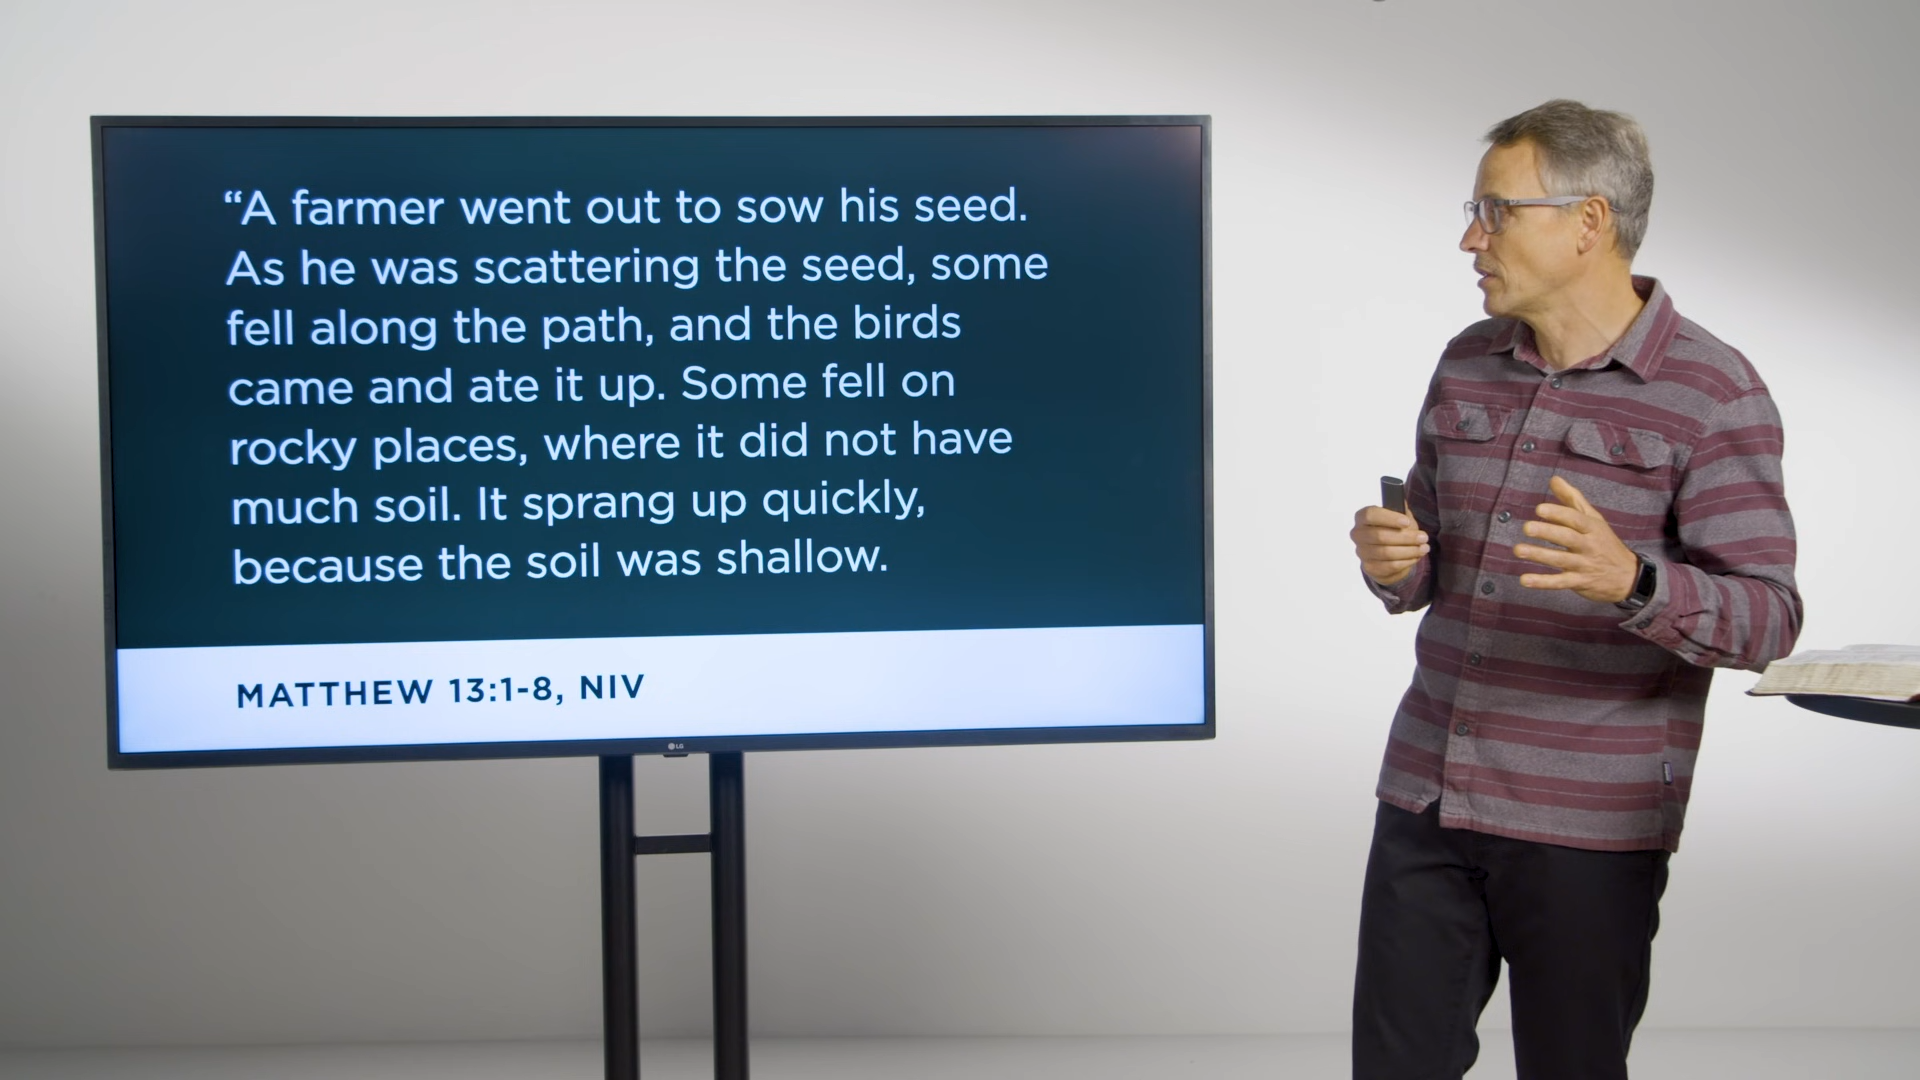 “A farmer went out to sow his seed.
As he was scattering the seed, some
fell along the path, and the birds
came and ate it up. Some fell on
rocky places, where it did not have
much soil. It sprang up quickly,
because the soil was shallow.
MATTHEW 13:1-8, NIV
LG